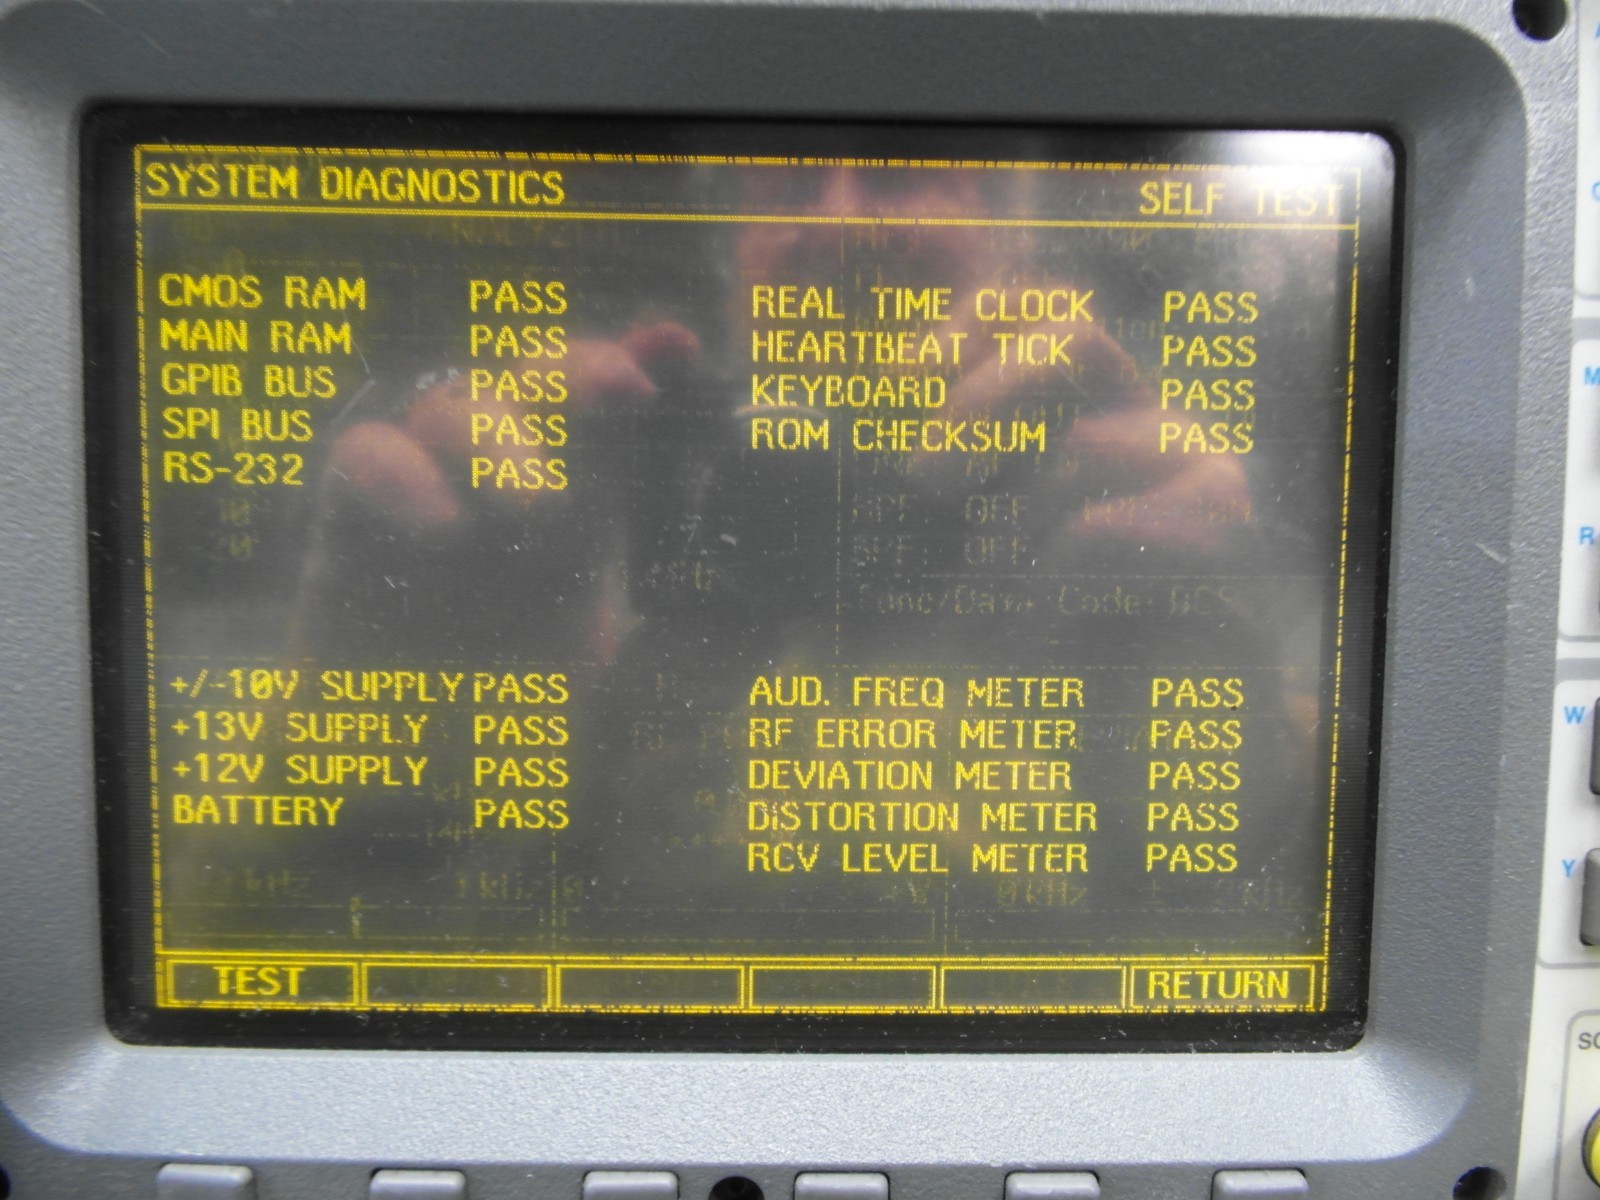 SYSTEM DIAGNOSTICS SELF TEST
CMOS RAM PASS REAL TIME CLOCK PASS
MAIN RAM PASS HEARTBEAT TICK PASS
GPIB BUS PASS KEYBOARD PASS
SPI BUS PASS ROM CHECKSUM PASS
RS-232 PASS
+/-10V SUPPLY PASS AUD. FREQ METER PASS
+13V SUPPLY PASS RF ERROR METER PASS
+12V SUPPLY PASS DEVIATION METER PASS
BATTERY PASS DISTORTION METER PASS
RCV LEVEL METER PASS
TEST RETURN
M
R
W
Y